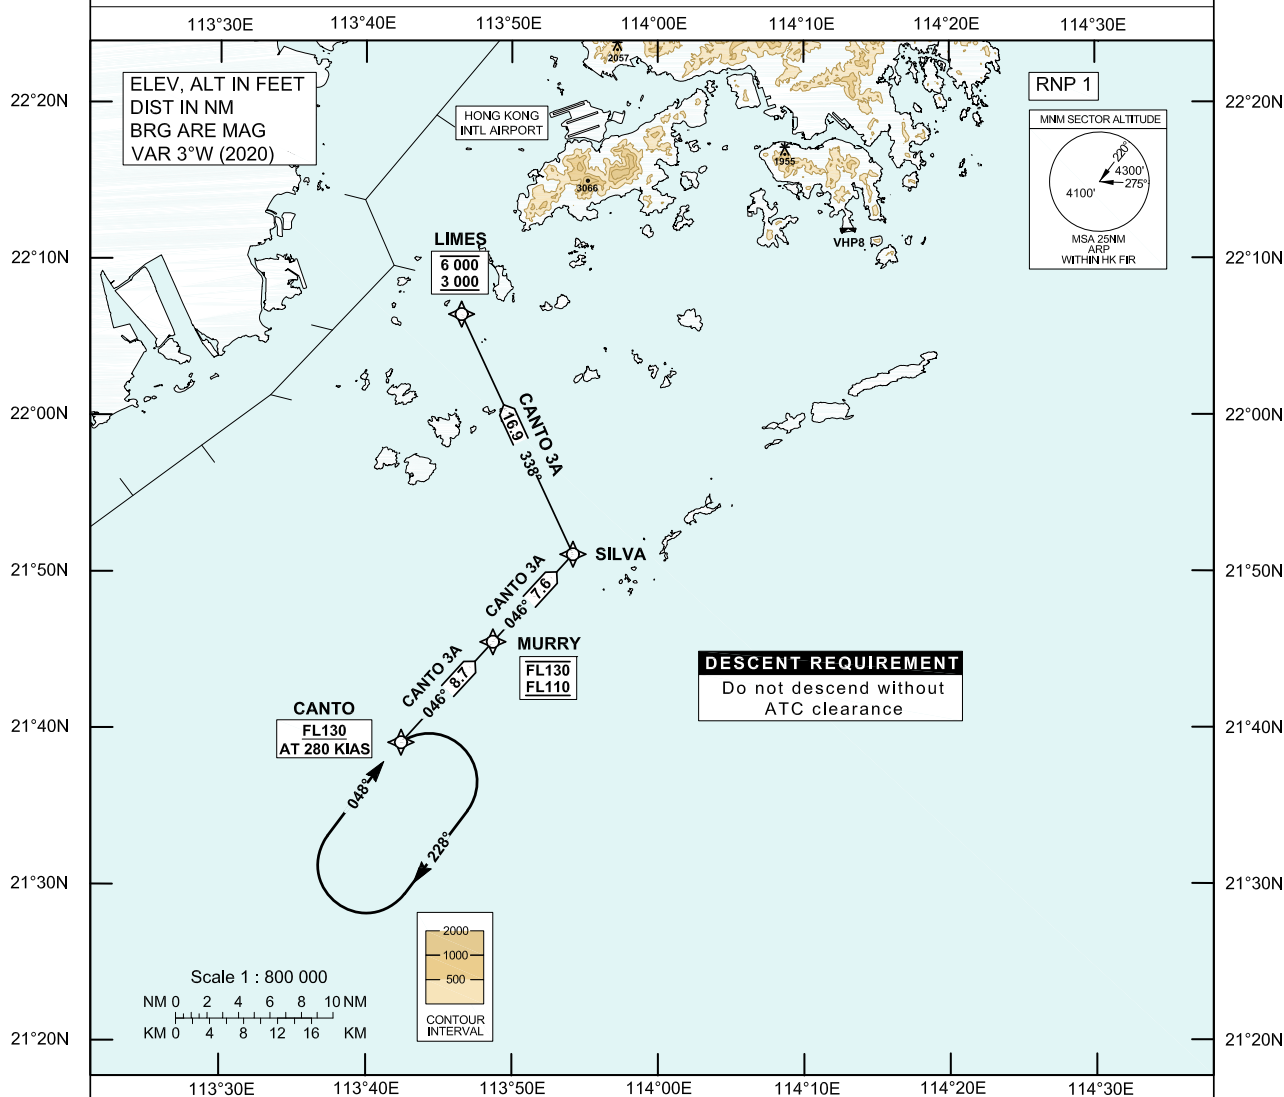 113°30E
113°40E
113°50E
114°00E
114°10E
114°20E
114°30E
22°20N
22°10N
22°00N
21°50N
21°40N
21°30N
21°20N
ELEV, ALT IN FEET
DIST IN NM
BRG ARE MAG
VAR 3°W (2020)
HONG KONG
INTL AIRPORT
2057
3066
1955
VHP8
RNP 1
MNM SECTOR ALTITUDE
220°
4300'
275°
4100'
MSA 25NM
ARP
WITHIN HK FIR
22°20N
22°10N
22°00N
21°50N
21°40N
21°30N
21°20N
LIMES
6 000
3 000
CANTO 3A
16.9
338°
SILVA
CANTO 3A
046°
7.6
MURRY
FL130
FL110
CANTO 3A
046°
8.7
CANTO
FL130
AT 280 KIAS
048°
228°
DESCENT REQUIREMENT
Do not descend without
ATC clearance
2000
1000
500
CONTOUR
INTERVAL
Scale 1 : 800 000
NM 0 2 4 6 8 10 NM
KM 0 4 8 12 16 KM
113°30E
113°40E
113°50E
114°00E
114°10E
114°20E
114°30E